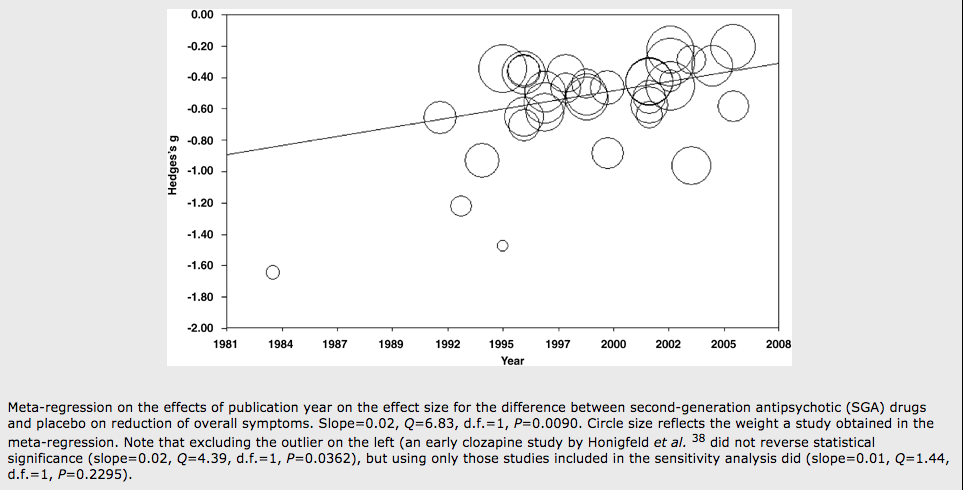 0.00
-0.20
-0.40
-0.60
-0.80
-1.00
-1.20
-1.40
-1.60
-1.80
-2.00
Hedges's g
1981 1984 1987 1989 1992 1995 1997 2000 2002 2005 2008
Year
Meta-regression on the effects of publication year on the effect size for the difference between second-generation antipsychotic (SGA) drugs
and placebo on reduction of overall symptoms. Slope=0.02, Q=6.83, d.f.=1, P=0.0090. Circle size reflects the weight a study obtained in the
meta-regression. Note that excluding the outlier on the left (an early clozapine study by Honigfeld et al. 38 did not reverse statistical
significance (slope=0.02, Q=4.39, d.f.=1, P=0.0362), but using only those studies included in the sensitivity analysis did (slope=0.01, Q=1.44,
d.f.=1, P=0.2295).